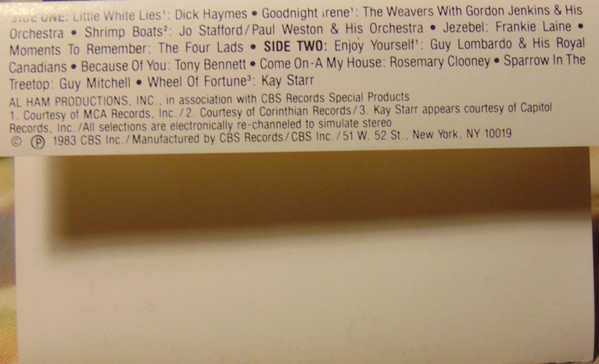 SIDE ONE: Little White Lies¹: Dick Haymes • Goodnight Irene¹: The Weavers With Gordon Jenkins & His
Orchestra • Shrimp Boats²: Jo Stafford/Paul Weston & His Orchestra • Jezebel: Frankie Laine •
Moments To Remember: The Four Lads • SIDE TWO: Enjoy Yourself¹: Guy Lombardo & His Royal
Canadians • Because Of You: Tony Bennett • Come On-A My House: Rosemary Clooney • Sparrow In The
Treetop: Guy Mitchell • Wheel Of Fortune³: Kay Starr
AL HAM PRODUCTIONS, INC., in association with CBS Records Special Products
1. Courtesy of MCA Records, Inc./2. Courtesy of Corinthian Records/3. Kay Starr appears courtesy of Capitol
Records, Inc./All selections are electronically re-channeled to simulate stereo
© ℗ 1983 CBS Inc./Manufactured by CBS Records/CBS Inc./51 W. 52 St., New York, NY 10019